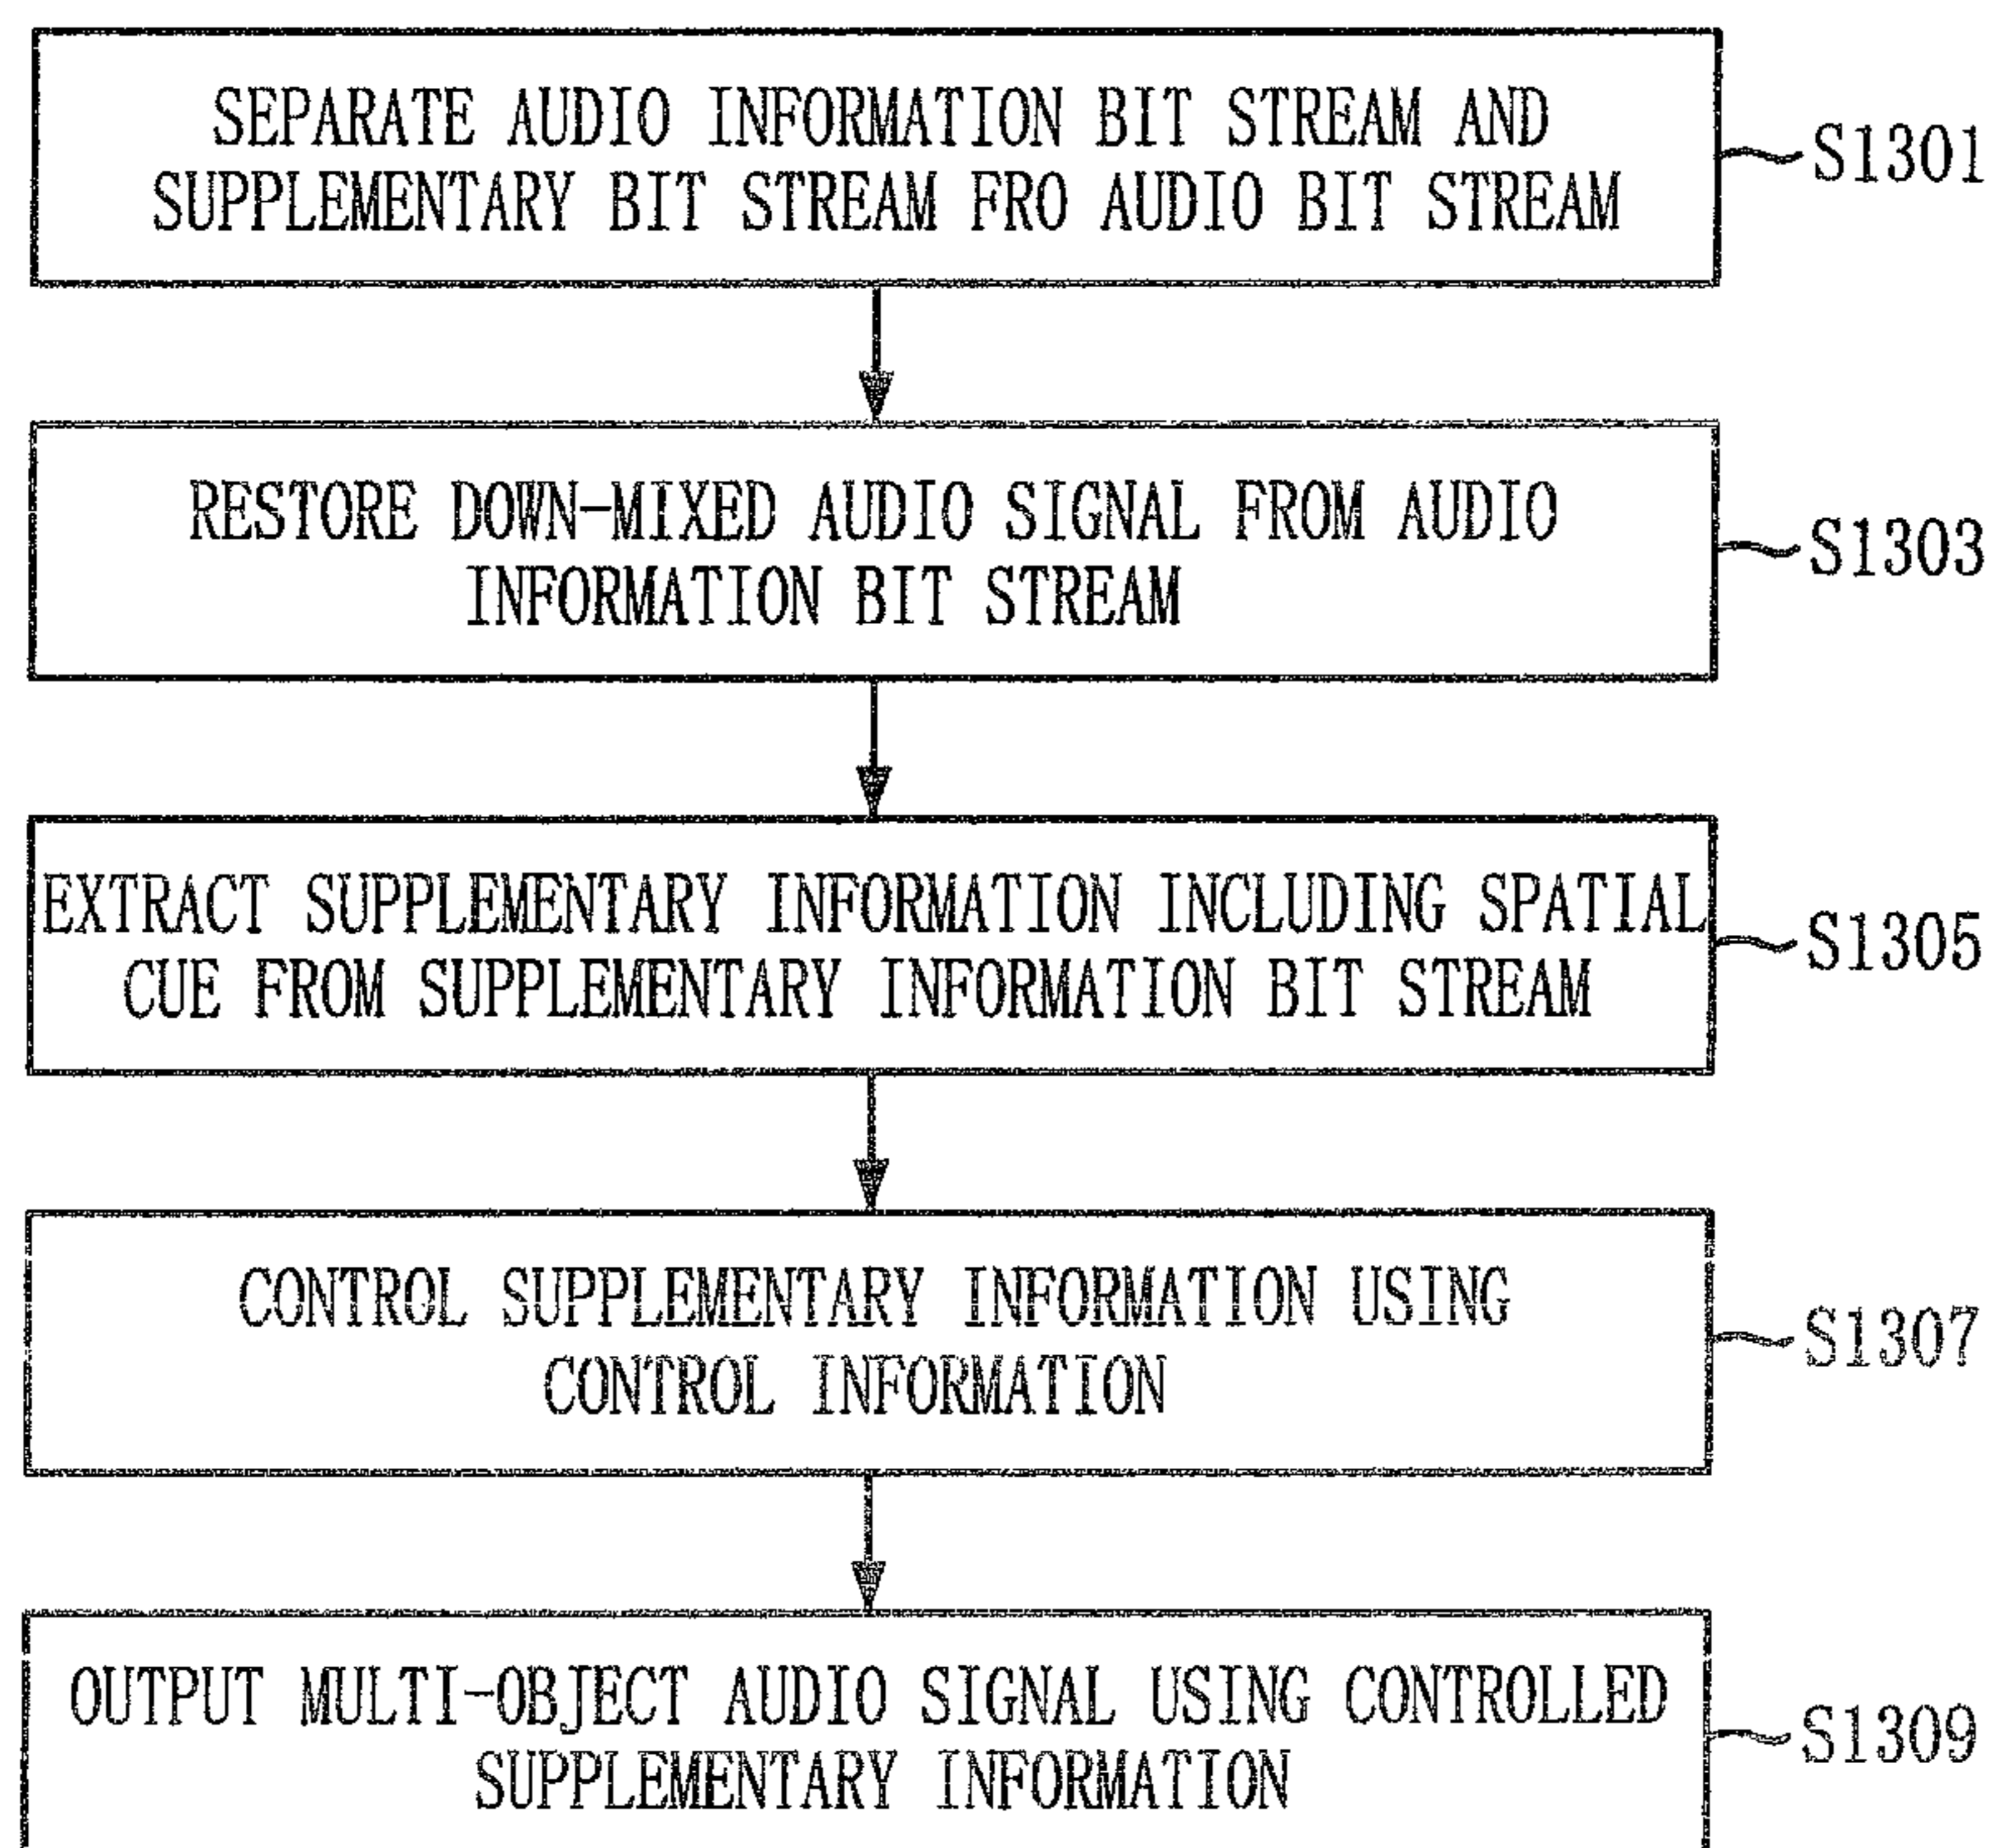 SEPARATE AUDIO INFORMATION BIT STREAM AND
SUPPLEMENTARY BIT STREAM FRO AUDIO BIT STREAM
S1301
RESTORE DOWN-MIXED AUDIO SIGNAL FROM AUDIO
INFORMATION BIT STREAM
S1303
EXTRACT SUPPLEMENTARY INFORMATION INCLUDING SPATIAL
CUE FROM SUPPLEMENTARY INFORMATION BIT STREAM
S1305
CONTROL SUPPLEMENTARY INFORMATION USING
CONTROL INFORMATION
S1307
OUTPUT MULTI-OBJECT AUDIO SIGNAL USING CONTROLLED
SUPPLEMENTARY INFORMATION
S1309